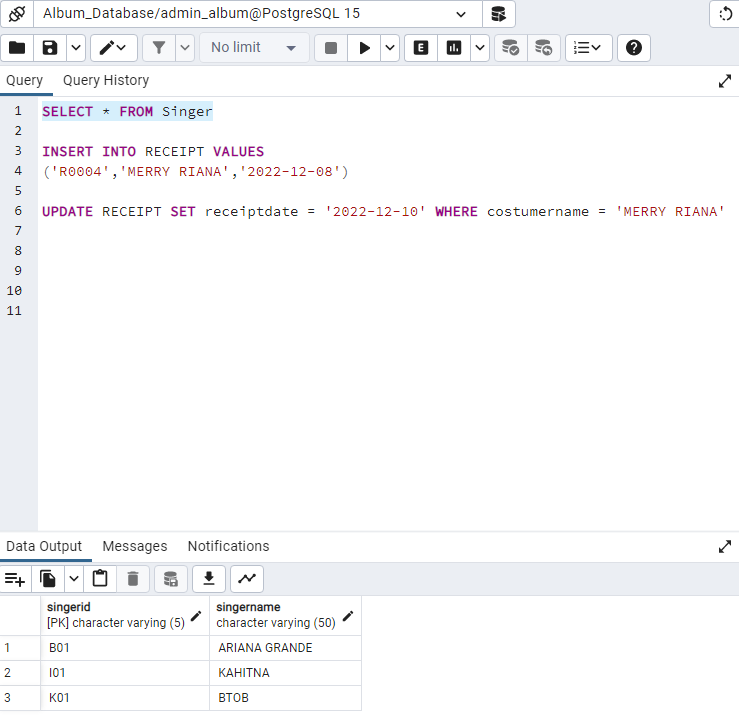 Album_Database/admin_album@PostgreSQL 15
No limit
E
Query Query History
1 SELECT * FROM Singer
2
3 INSERT INTO RECEIPT VALUES
4 ('R0004','MERRY RIANA','2022-12-08')
5
6 UPDATE RECEIPT SET receiptdate = '2022-12-10' WHERE costumername = 'MERRY RIANA'
7
8
9
10
11
Data Output Messages Notifications
singerid singername
[PK] character varying (5) character varying (50)
1 B01 ARIANA GRANDE
2 I01 KAHITNA
3 K01 BTOB